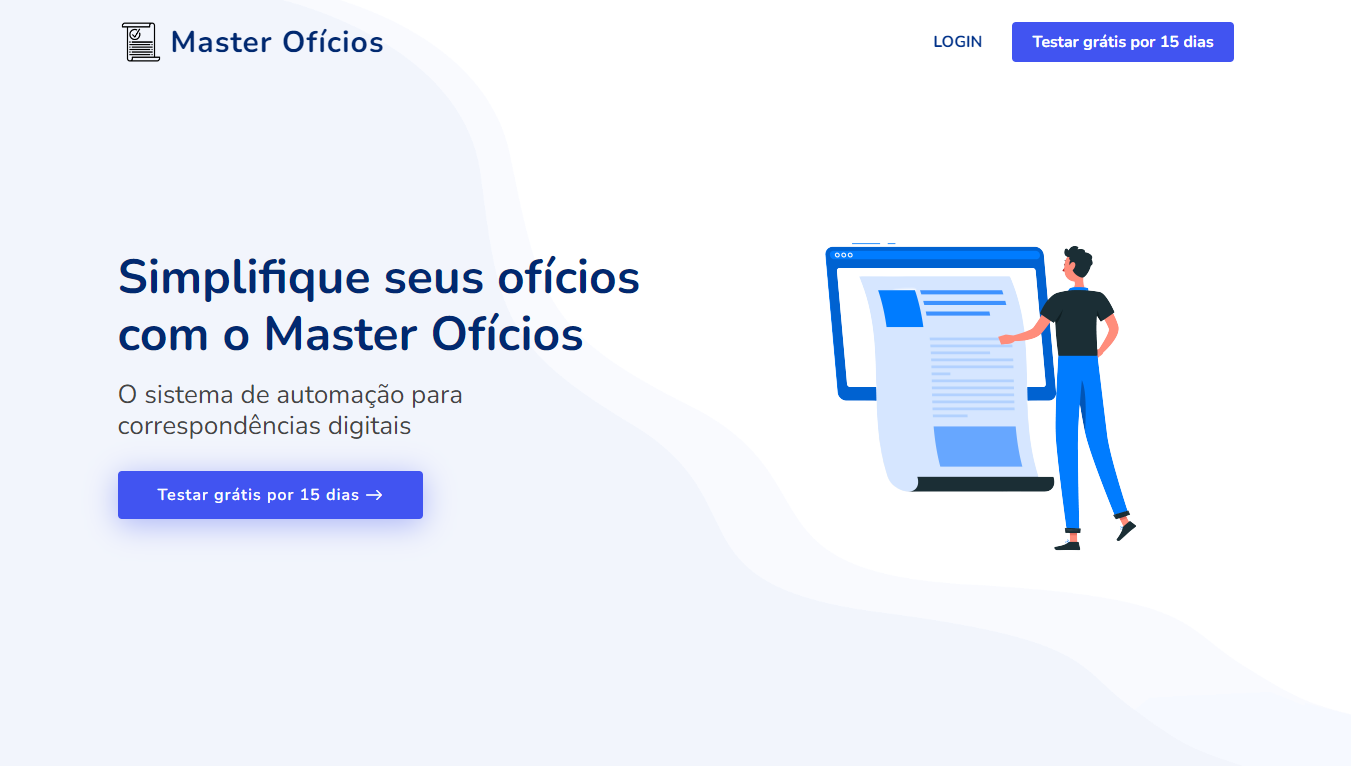 Master Ofícios
LOGIN
Testar grátis por 15 dias
Simplifique seus ofícios
com o Master Ofícios
O sistema de automação para
correspondências digitais
Testar grátis por 15 dias →